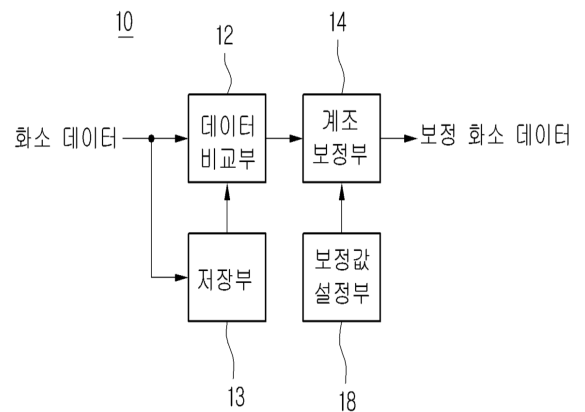 10
12
14
화소 데이터
데이터
비교부
계조
보정부
보정 화소 데이터
저장부
보정값
설정부
13
18